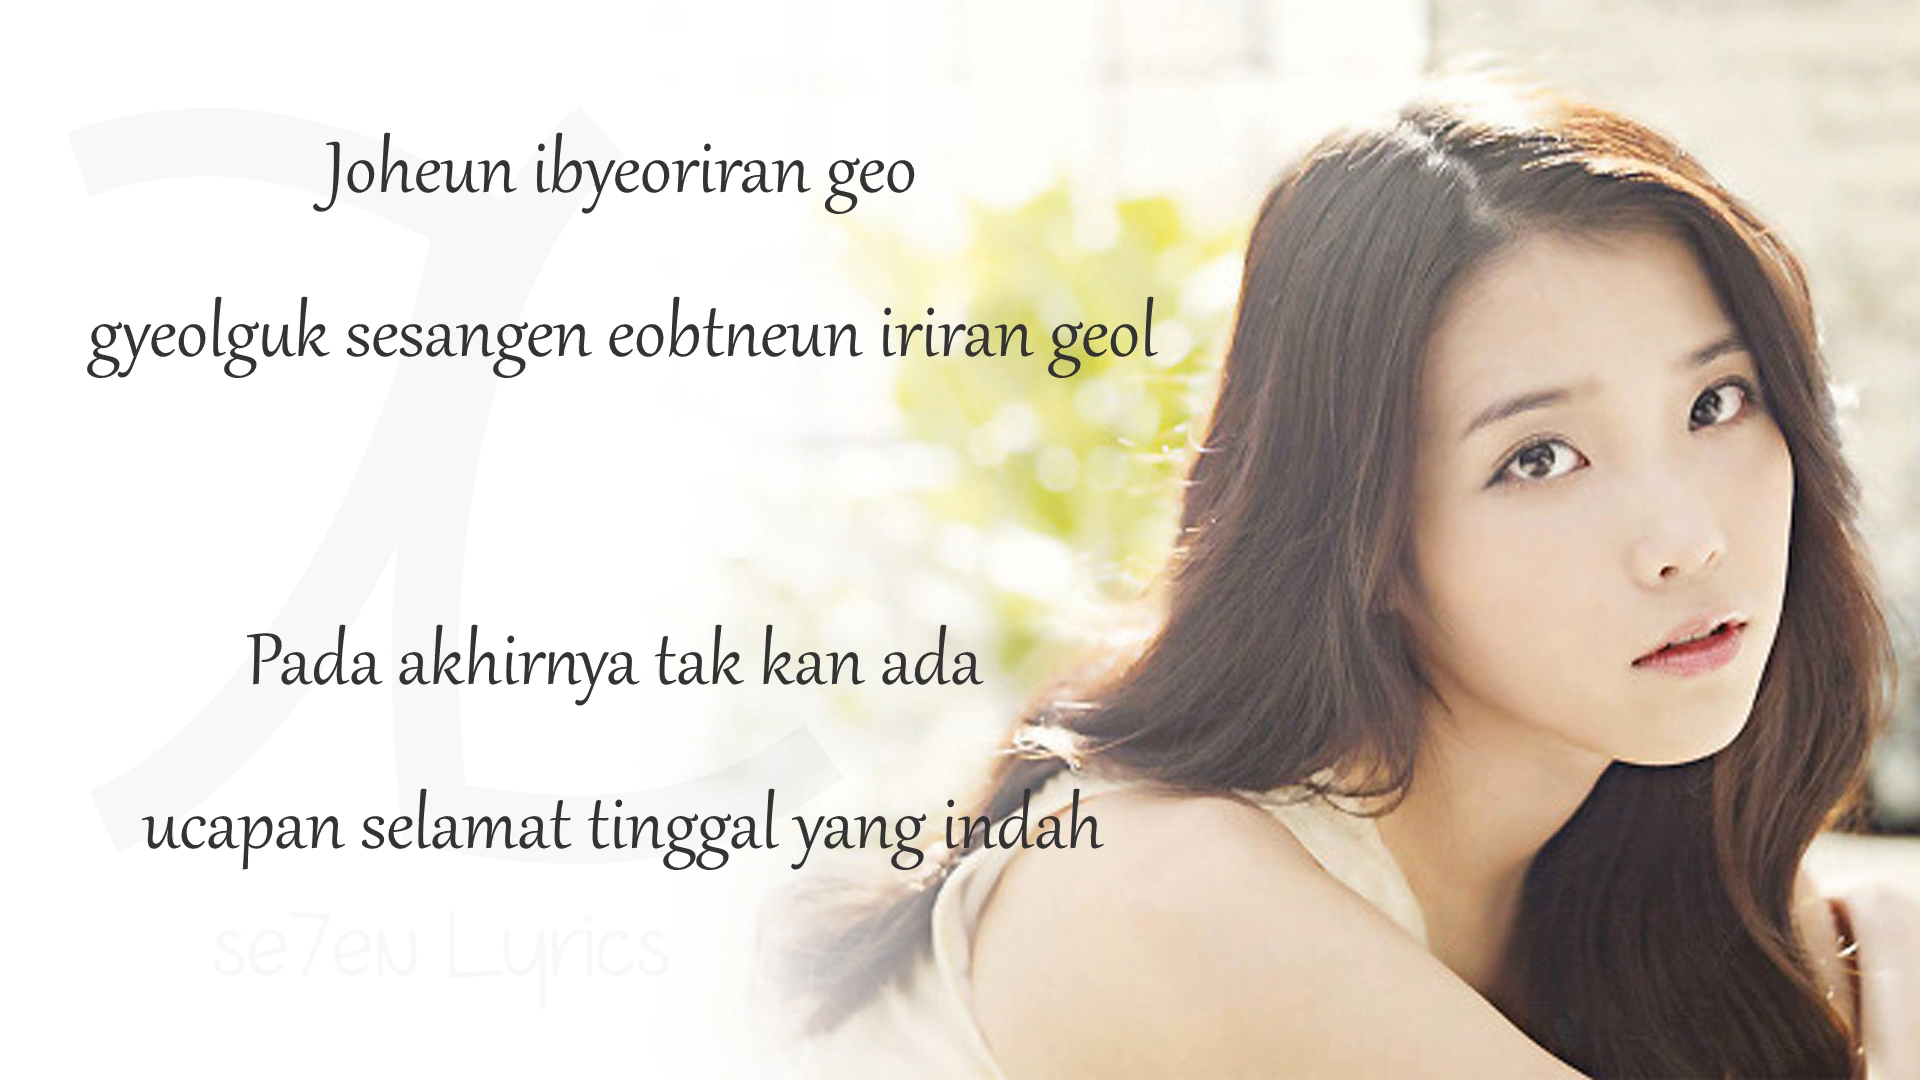 Joheun ibyeoriran geo
gyeolguk sesangen eobtneun iriran geol
Pada akhirnya tak kan ada
ucapan selamat tinggal yang indah
se7en Lyrics